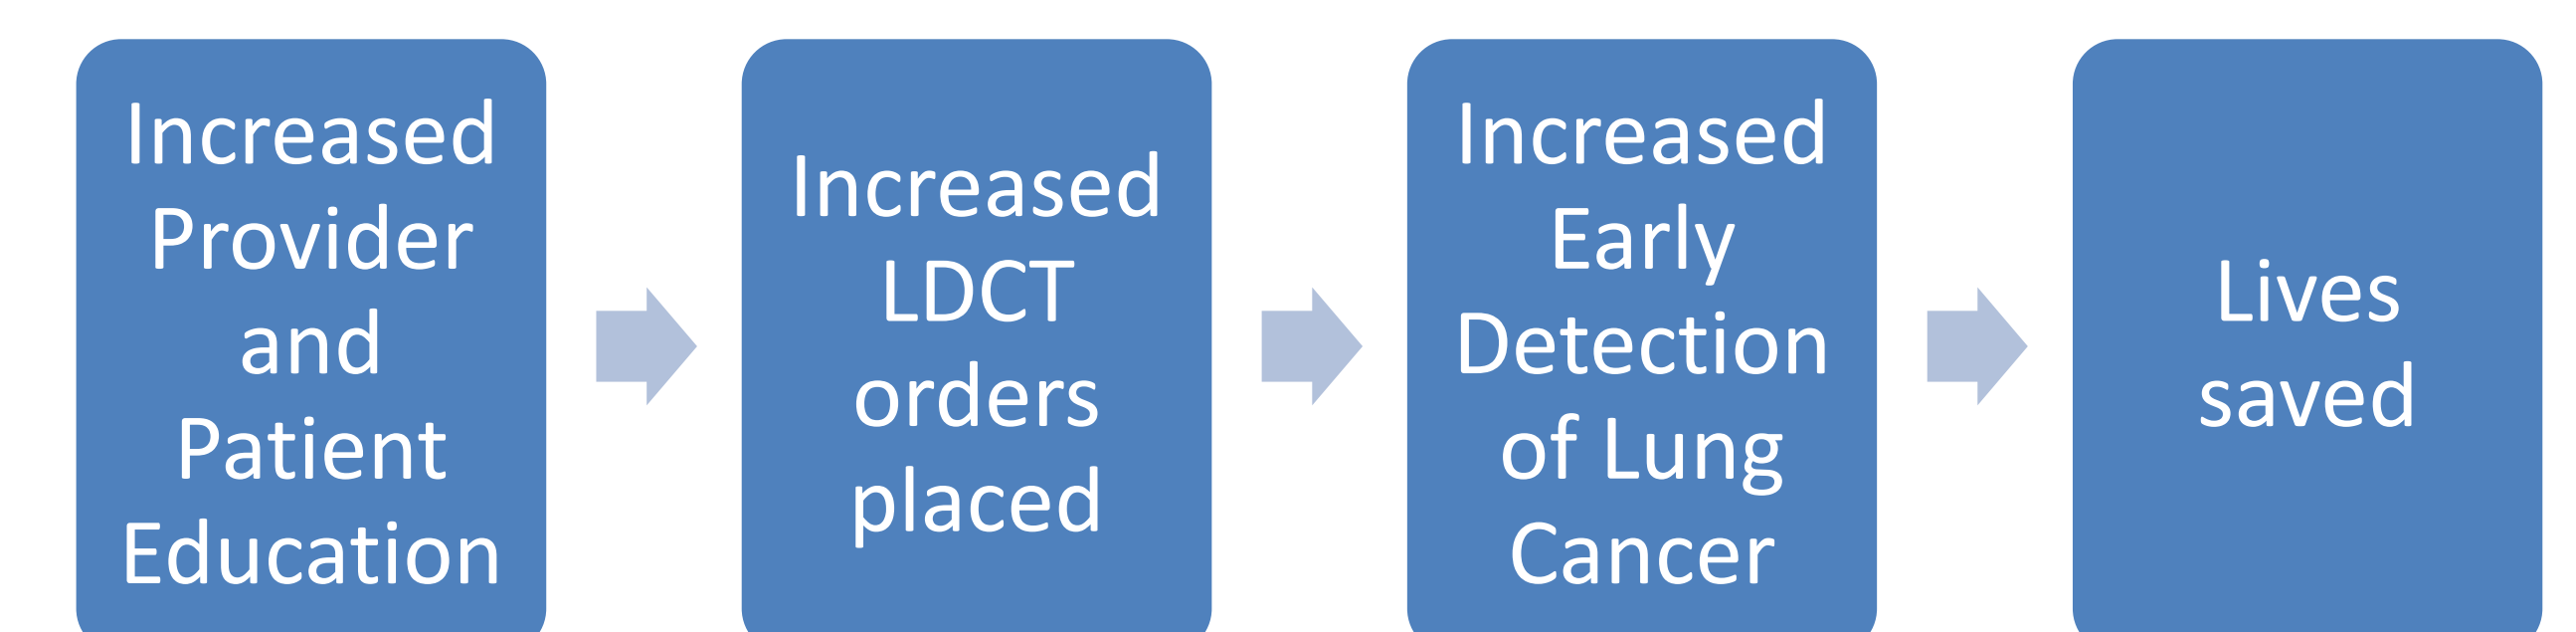 Increased
Provider
and
Patient
Education
Increased
LDCT
orders
placed
Increased
Early
Detection
of Lung
Cancer
Lives
saved